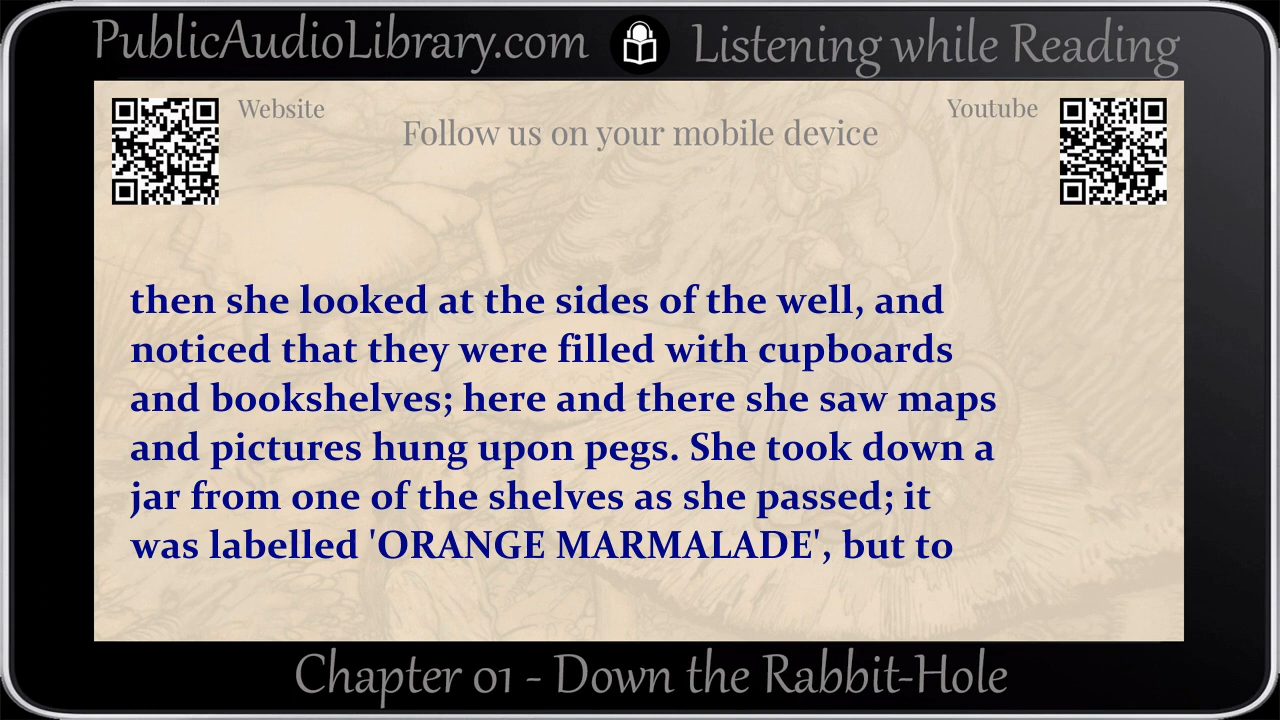 PublicAudioLibrary.com Listening while Reading
Website
Youtube
Follow us on your mobile device
then she looked at the sides of the well, and
noticed that they were filled with cupboards
and bookshelves; here and there she saw maps
and pictures hung upon pegs. She took down a
jar from one of the shelves as she passed; it
was labelled 'ORANGE MARMALADE', but to
Chapter 01 - Down the Rabbit-Hole